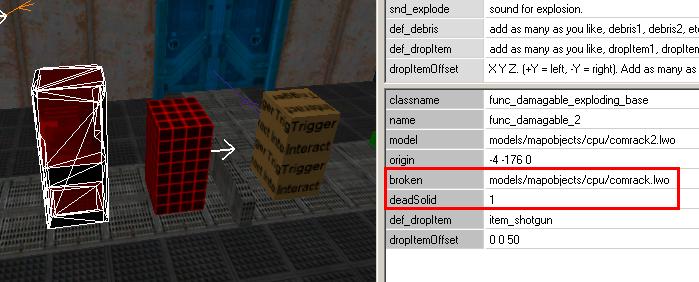 snd_explode sound for explosion.
def_debris add as many as you like, debris1, debris2, etc
def_dropItem add as many as you like, dropItem1, dropItem
dropItemOffset X Y Z. (+Y = left, -Y = right). Add as many as
classname func_damagable_exploding_base
name func_damagable_2
model models/mapobjects/cpu/comrack2.lwo
origin -4 -176 0
broken models/mapobjects/cpu/comrack.lwo
deadSolid 1
def_dropItem item_shotgun
dropItemOffset 0 0 50
TrigTrigger
Interact
TrigTrigger
Interact